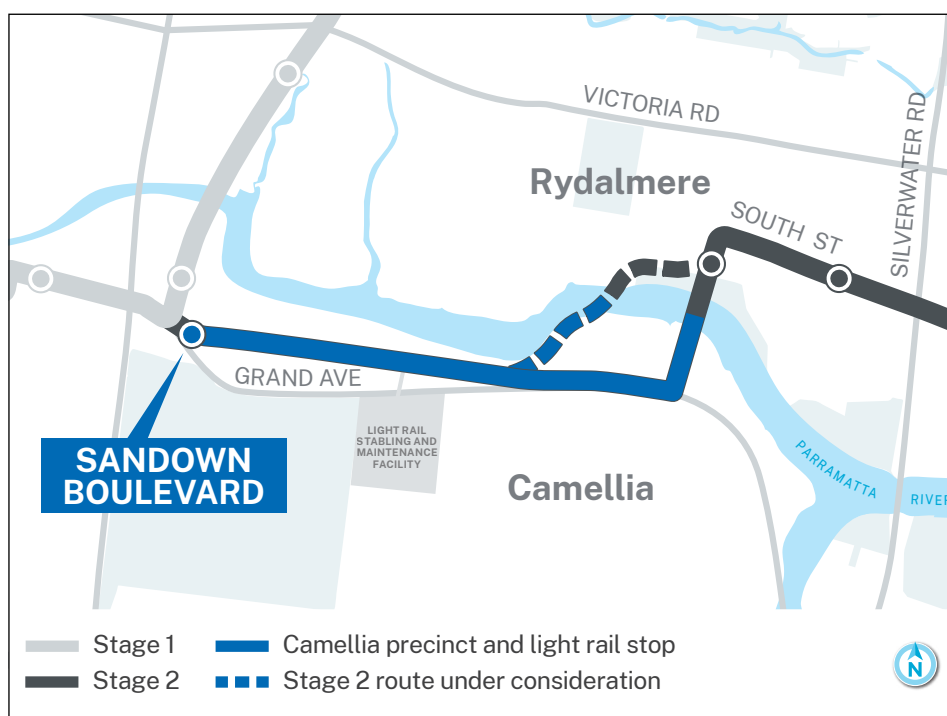 VICTORIA RD
SILVERWATER RD
Rydalmere
SOUTH ST
GRAND AVE
LIGHT RAIL
STABLING AND
MAINTENANCE
FACILITY
SANDOWN
BOULEVARD
Camellia
PARRAMATTA
RIVER
Stage 1
Camellia precinct and light rail stop
Stage 2
Stage 2 route under consideration
N